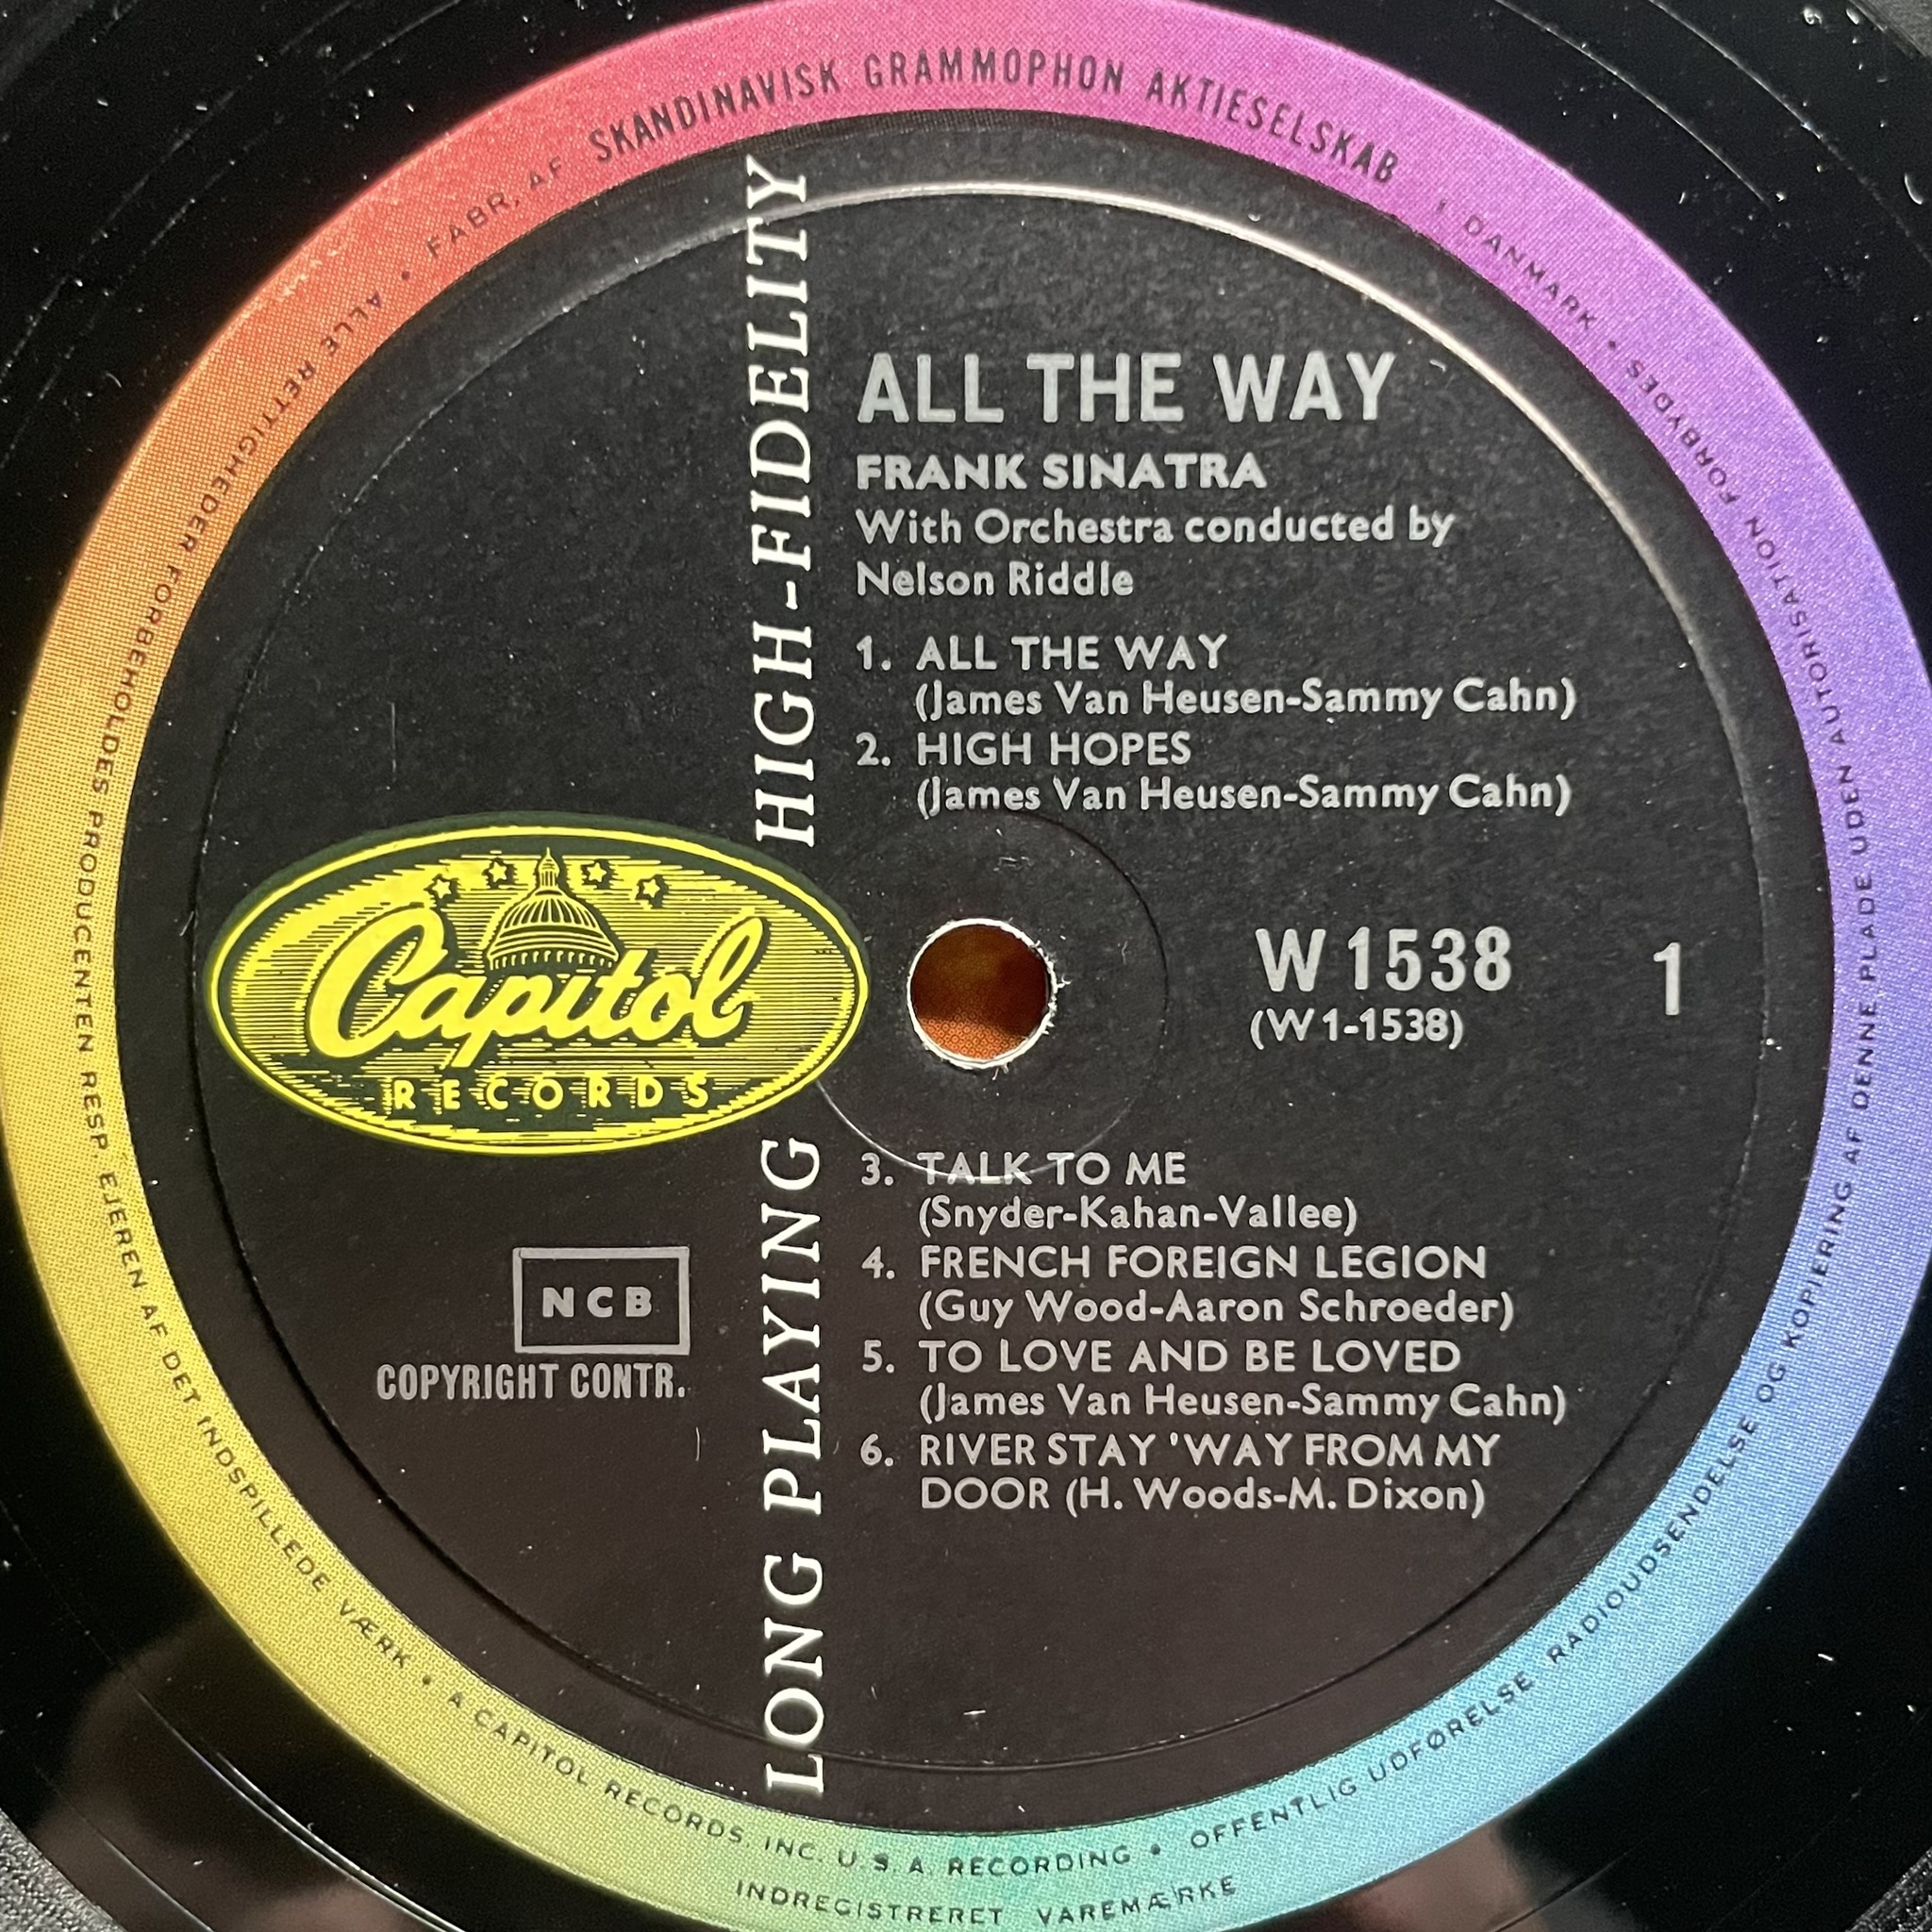 FABR. AF SKANDINAVISK GRAMMOPHON AKTIESELSKAB I DANMARK • FORBYDES
UDEN AUTORISATION
KOPIERING AF DENNE PLADE
OFFENTLIG UDFØRELSE RADIOUDSENDELSE OG
ALLE RETTIGHEDER FORBEHOLDES PRODUCENTEN RESP. EJEREN AF DET INDSPILLEDE VÆRK •
A CAPITOL RECORDS, INC. U.S.A. RECORDING •
INDREGISTRERET VAREMÆRKE
LONG PLAYING HIGH-FIDELITY
ALL THE WAY
FRANK SINATRA
With Orchestra conducted by
Nelson Riddle
1. ALL THE WAY
(James Van Heusen-Sammy Cahn)
2. HIGH HOPES
(James Van Heusen-Sammy Cahn)
Capitol
RECORDS
W 1538
(W 1-1538)
1
NCB
COPYRIGHT CONTR.
3. TALK TO ME
(Snyder-Kahan-Vallee)
4. FRENCH FOREIGN LEGION
(Guy Wood-Aaron Schroeder)
5. TO LOVE AND BE LOVED
(James Van Heusen-Sammy Cahn)
6. RIVER STAY 'WAY FROM MY
DOOR (H. Woods-M. Dixon)